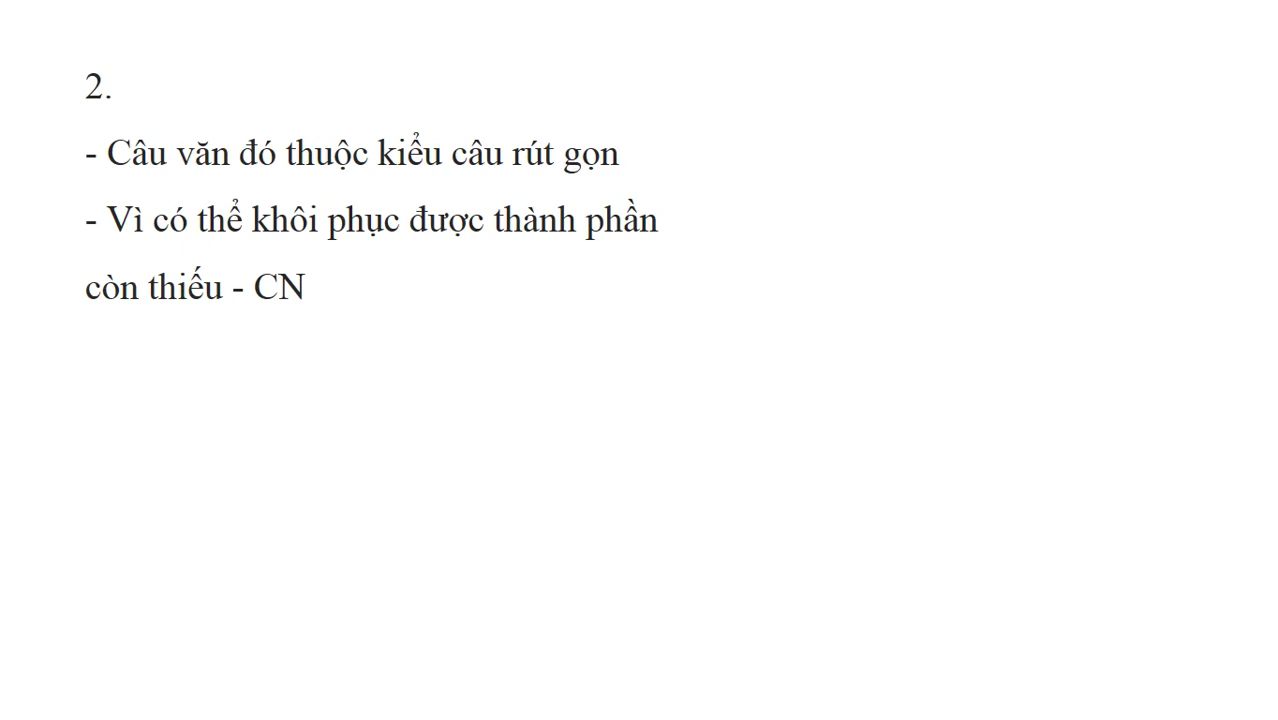 2.
- Câu văn đó thuộc kiểu câu rút gọn
- Vì có thể khôi phục được thành phần
còn thiếu - CN